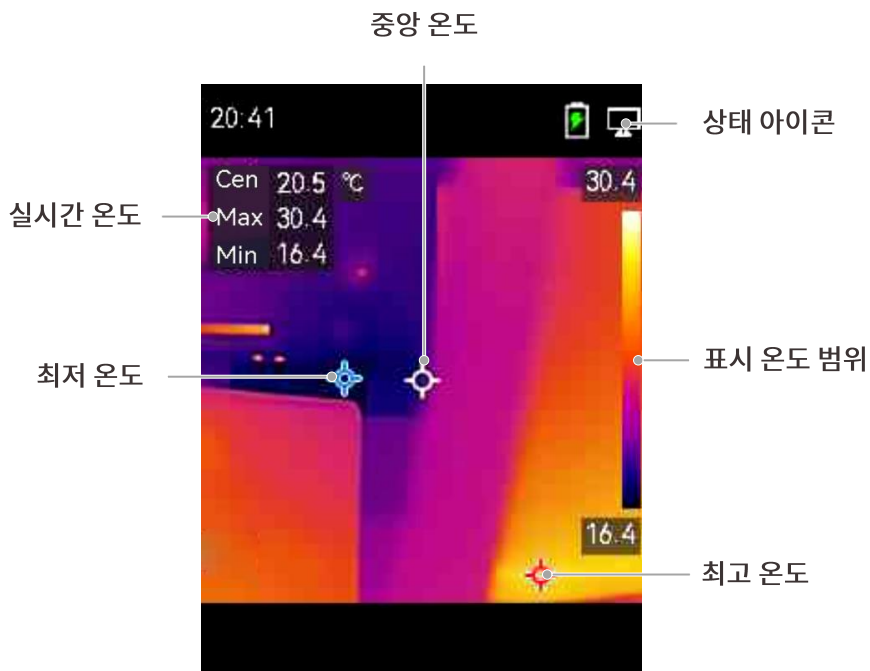 중앙 온도
20:41
상태 아이콘
Cen 20.5 ℃
30.4
실시간 온도
Max 30.4
Min 16.4
표시 온도 범위
최저 온도
16.4
최고 온도